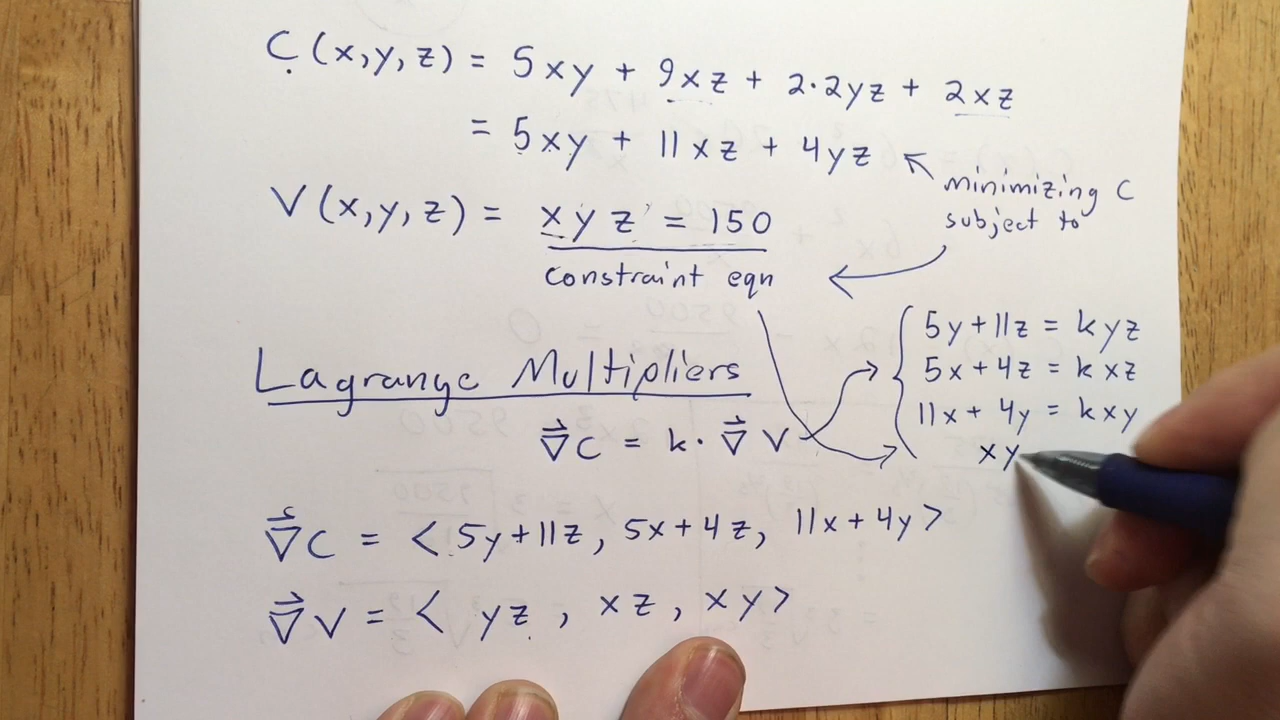 C(x,y,z) = 5xy + 9xz + 2·2yz + 2xz
= 5xy + 11xz + 4yz
minimizing C
subject to
V(x,y,z) = xyz = 150
constraint eqn
5y+11z = kyz
5x+4z = kxz
11x+4y = kxy
xy
Lagrange Multipliers
∇⃗C = k·∇⃗V
∇⃗C = <5y+11z, 5x+4z, 11x+4y>
∇⃗V = <yz, xz, xy>